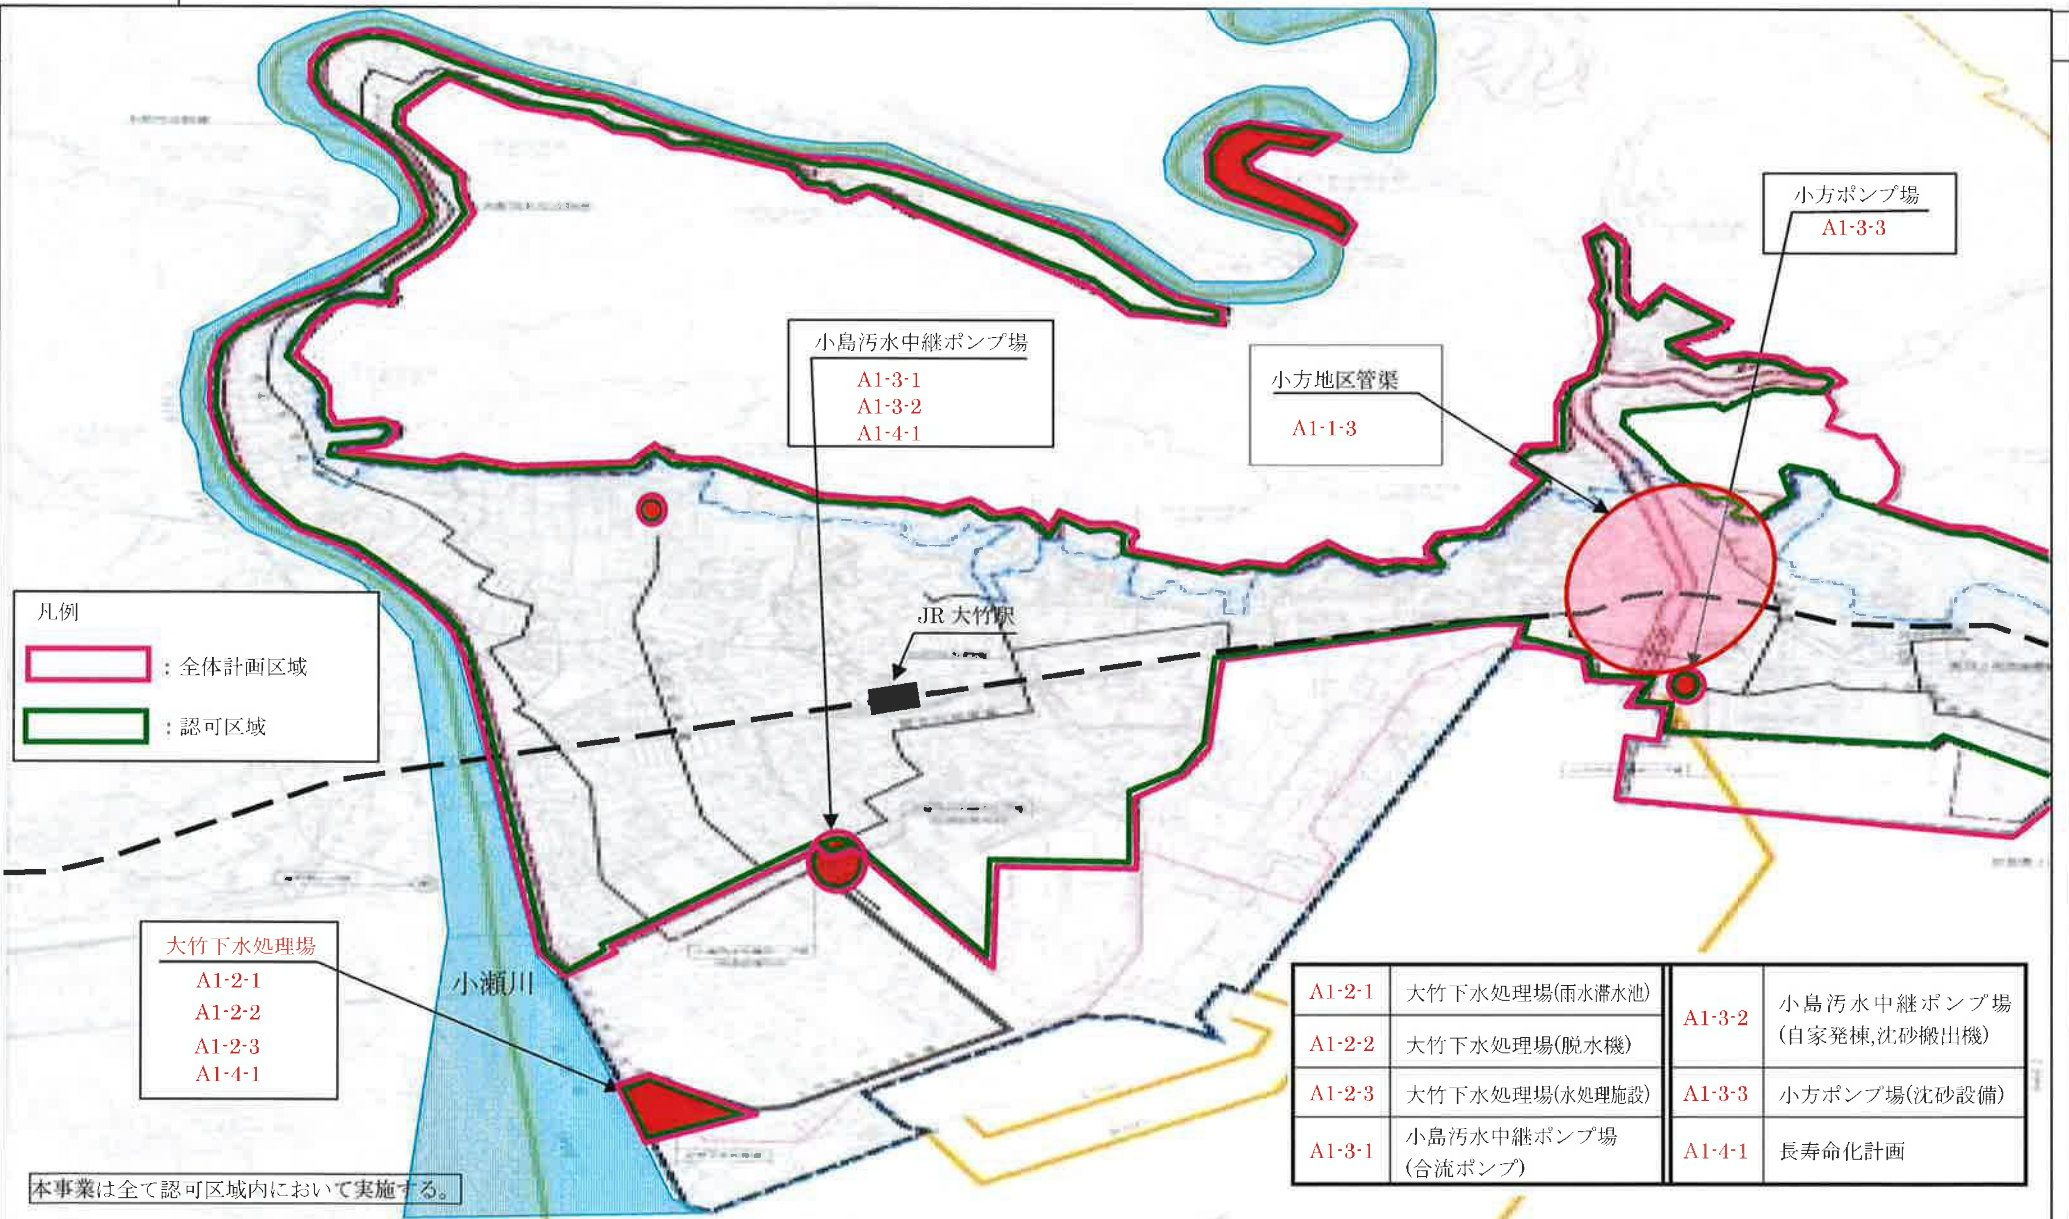 小方ポンプ場
A1-3-3
小島汚水中継ポンプ場
A1-3-1
A1-3-2
A1-4-1
小方地区管渠
A1-1-3
凡例
：全体計画区域
：認可区域
JR 大竹駅
大竹下水処理場
A1-2-1
A1-2-2
A1-2-3
A1-4-1
小瀬川
A1-2-1 大竹下水処理場(雨水滞水池)
A1-2-2 大竹下水処理場(脱水機)
A1-2-3 大竹下水処理場(水処理施設)
A1-3-1 小島汚水中継ポンプ場
(合流ポンプ)
A1-3-2 小島汚水中継ポンプ場
(自家発棟,沈砂搬出機)
A1-3-3 小方ポンプ場(沈砂設備)
A1-4-1 長寿命化計画
本事業は全て認可区域内において実施する。